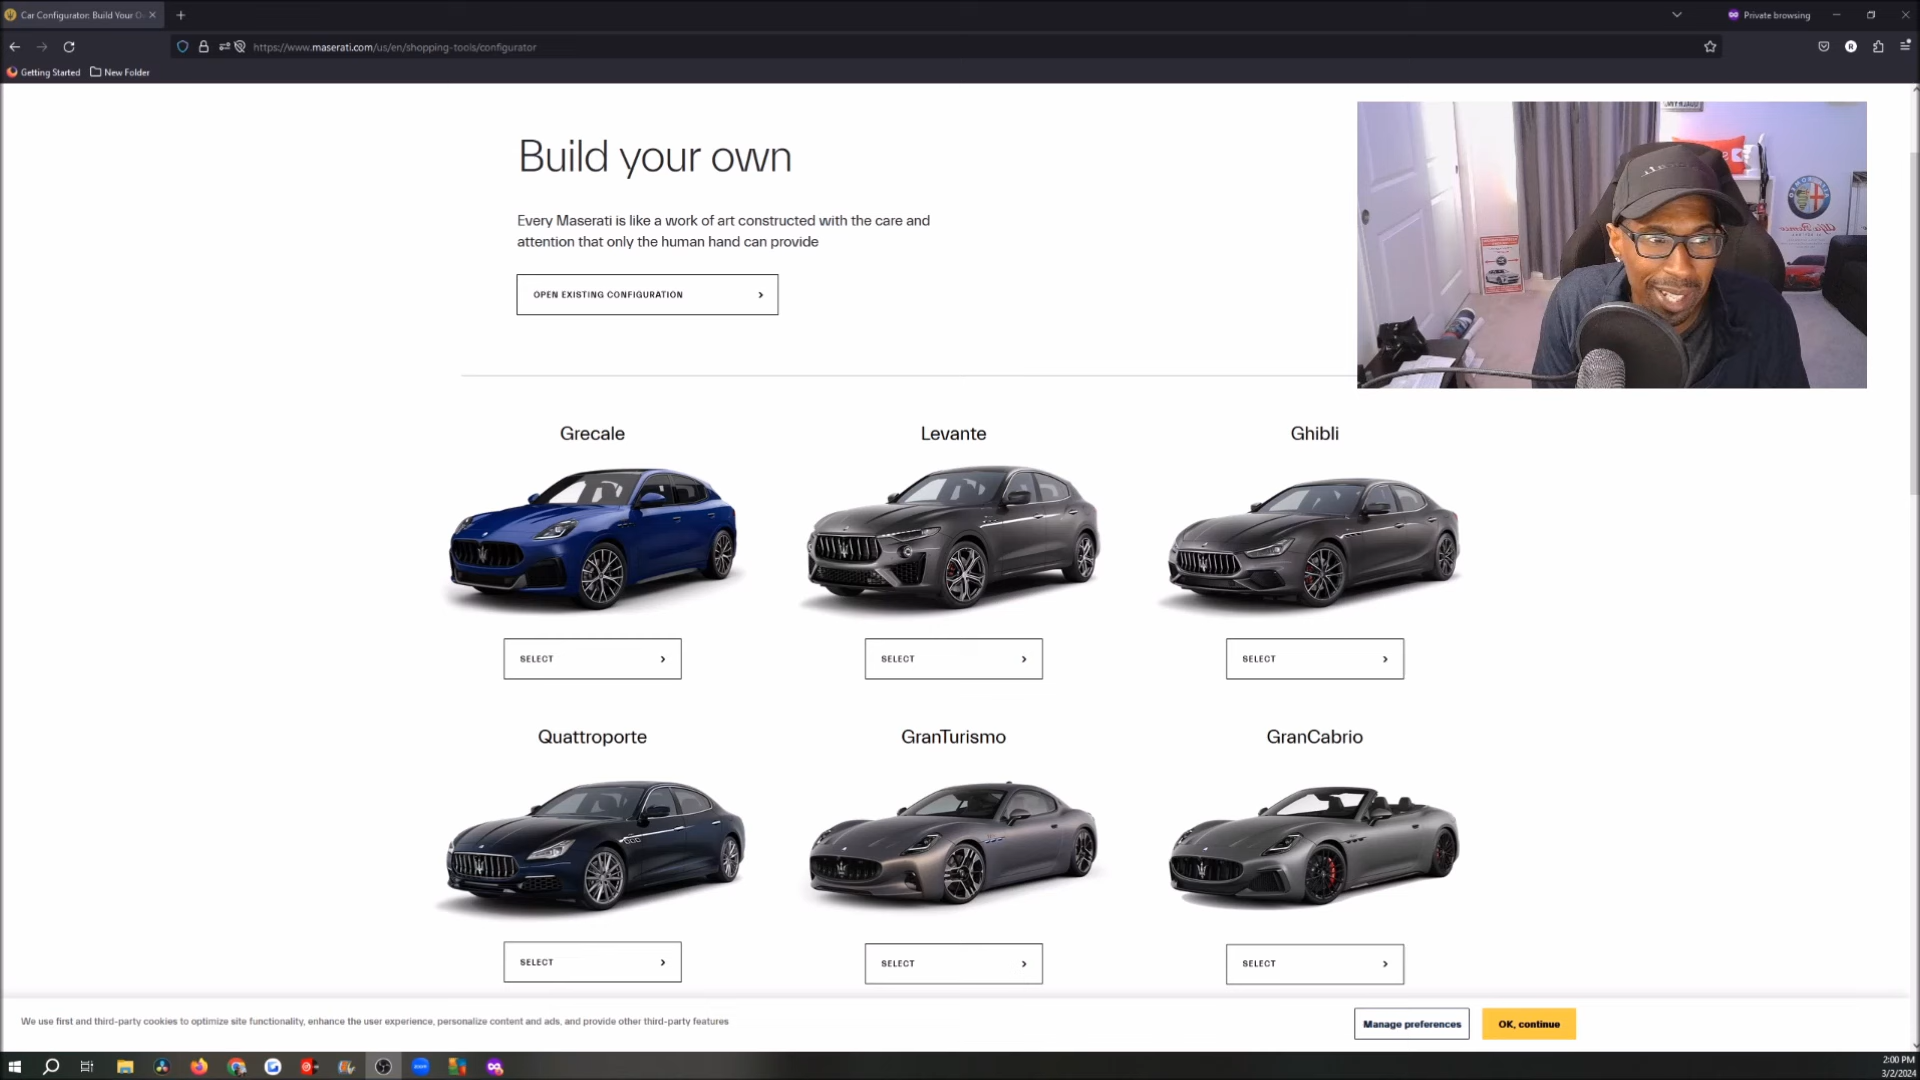 Car Configurator: Build Your O
Private browsing
https://www.maserati.com/us/en/shopping-tools/configurator
Getting Started
New Folder
Build your own
Every Maserati is like a work of art constructed with the care and
attention that only the human hand can provide
OPEN EXISTING CONFIGURATION
Grecale
Levante
Ghibli
SELECT
SELECT
SELECT
Quattroporte
GranTurismo
GranCabrio
SELECT
SELECT
SELECT
We use first and third-party cookies to optimize site functionality, enhance the user experience, personalize content and ads, and provide other third-party features
Manage preferences
OK, continue
2:00 PM
3/2/2024